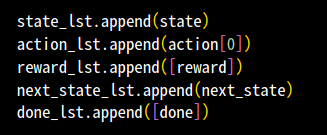 state_lst.append(state)
action_lst.append(action[0])
reward_lst.append([reward])
next_state_lst.append(next_state)
done_lst.append([done])